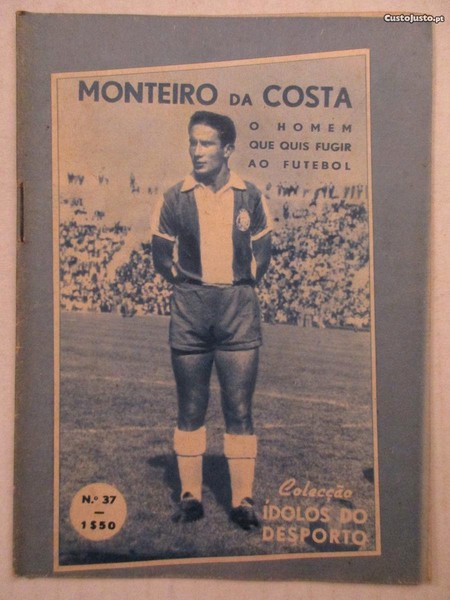 CustoJusto.pt
MONTEIRO DA COSTA
O HOMEM
QUE QUIS FUGIR
AO FUTEBOL
N.º 37
1$50
Colecção
ÍDOLOS DO
DESPORTO